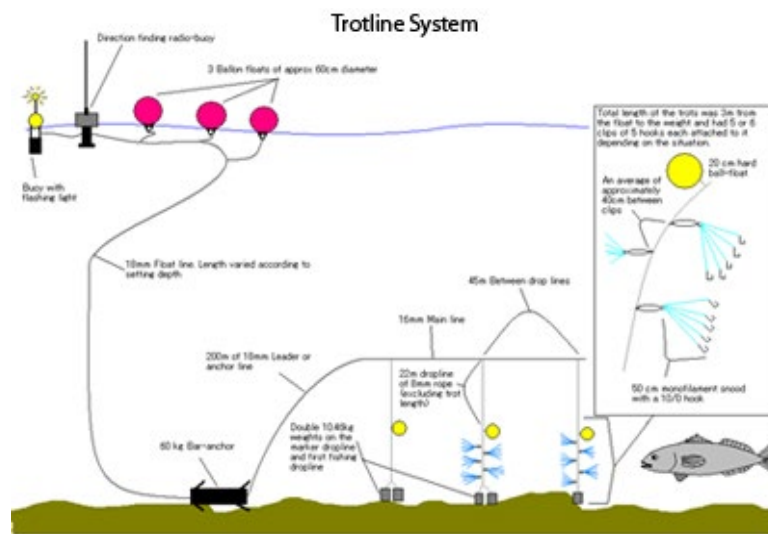 Trotline System
Direction finding radio-buoy
3 Ballon floats of approx 60cm diameter
Buoy with
flashing light
18mm Float line. Length varied according to
setting depth
Total length of the trots was 3m from
the float to the weight and had 5 or 6
clips of 5 hooks each attached to it
depending on the situation.
20 cm hard
ball-float
An average of
approximately
40cm between
clips
50 cm monofilament snood
with a 10/0 hook
45m Between drop lines
16mm Main line
200m of 18mm Leader or
anchor line
22m dropline
of 8mm rope
(excluding trot
length)
60 kg Bar-anchor
Double 10.46kg
weights on the
marker dropline
and first fishing
dropline